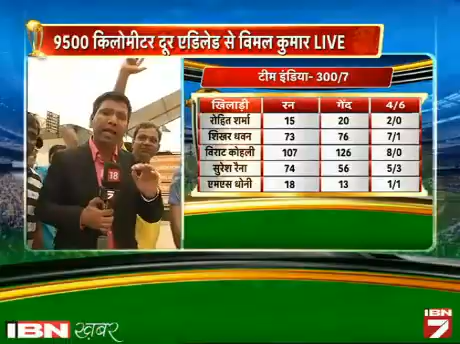 9500 किलोमीटर दूर एडिलेड से विमल कुमार LIVE
टीम इंडिया- 300/7
खिलाड़ी रन गेंद 4/6
रोहित शर्मा 15 20 2/0
शिखर धवन 73 76 7/1
विराट कोहली 107 126 8/0
सुरेश रैना 74 56 5/3
एमएस धोनी 18 13 1/1
18
7
IBN ख़बर
IBN
7